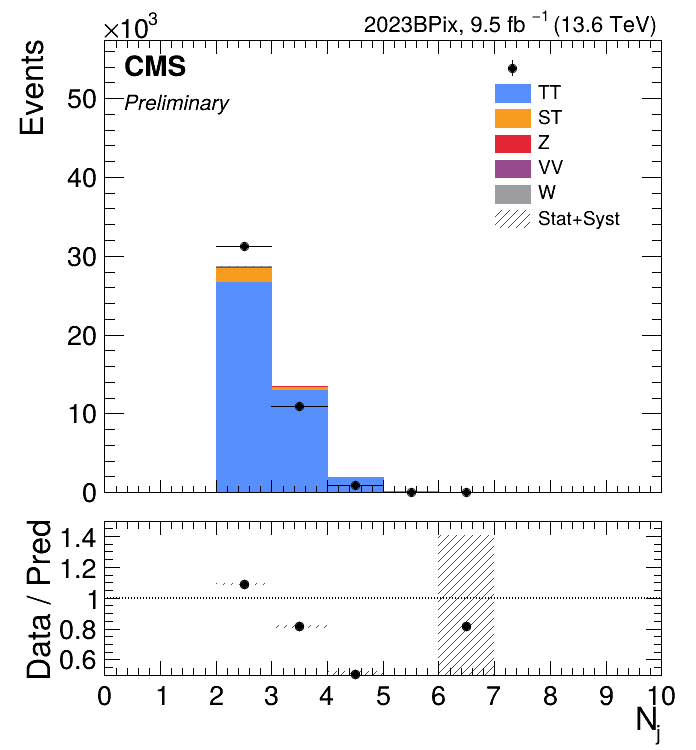 ×10³
2023BPix, 9.5 fb⁻¹ (13.6 TeV)
CMS
Preliminary
Events
50
40
30
20
10
0
TT
ST
Z
VV
W
Stat+Syst
Data / Pred
1.4
1.2
1
0.8
0.6
0 1 2 3 4 5 6 7 8 9 10
N_j